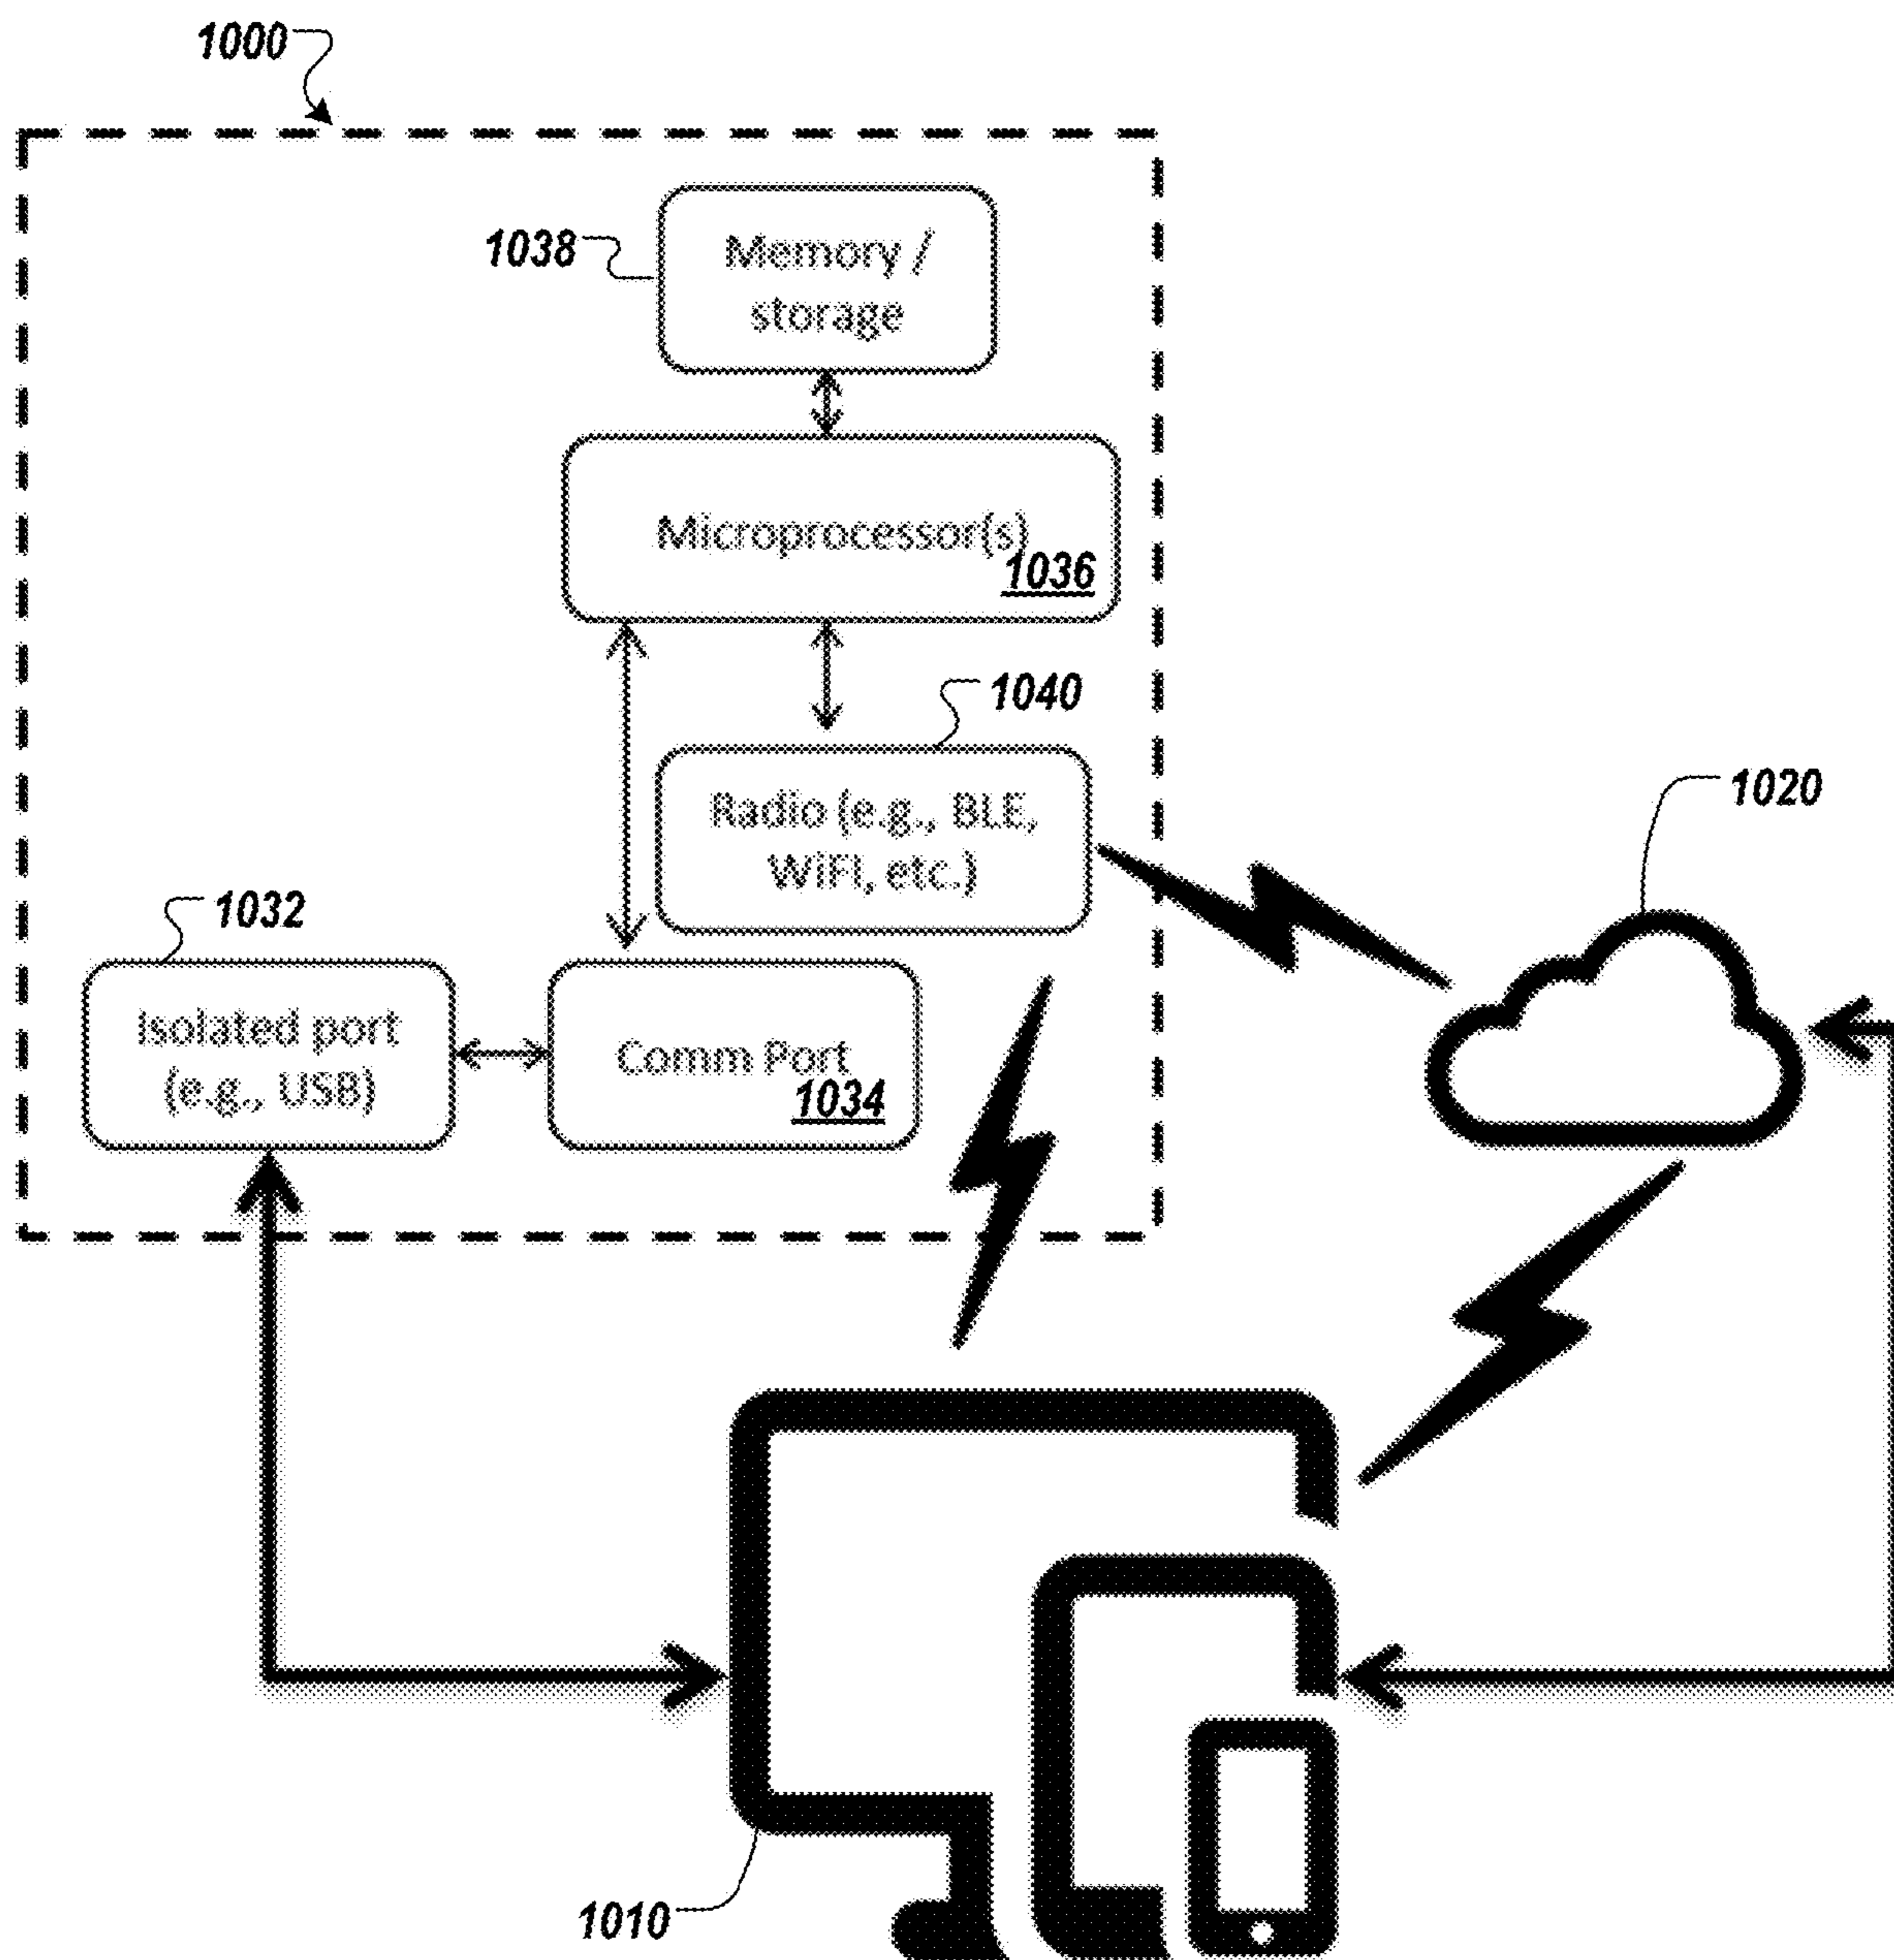 1000
1038
Memory /
storage
Microprocessor(s)
1036
1040
Radio (e.g., BLE,
WiFi, etc.)
1020
1032
Isolated port
(e.g., USB)
Comm Port
1034
1010